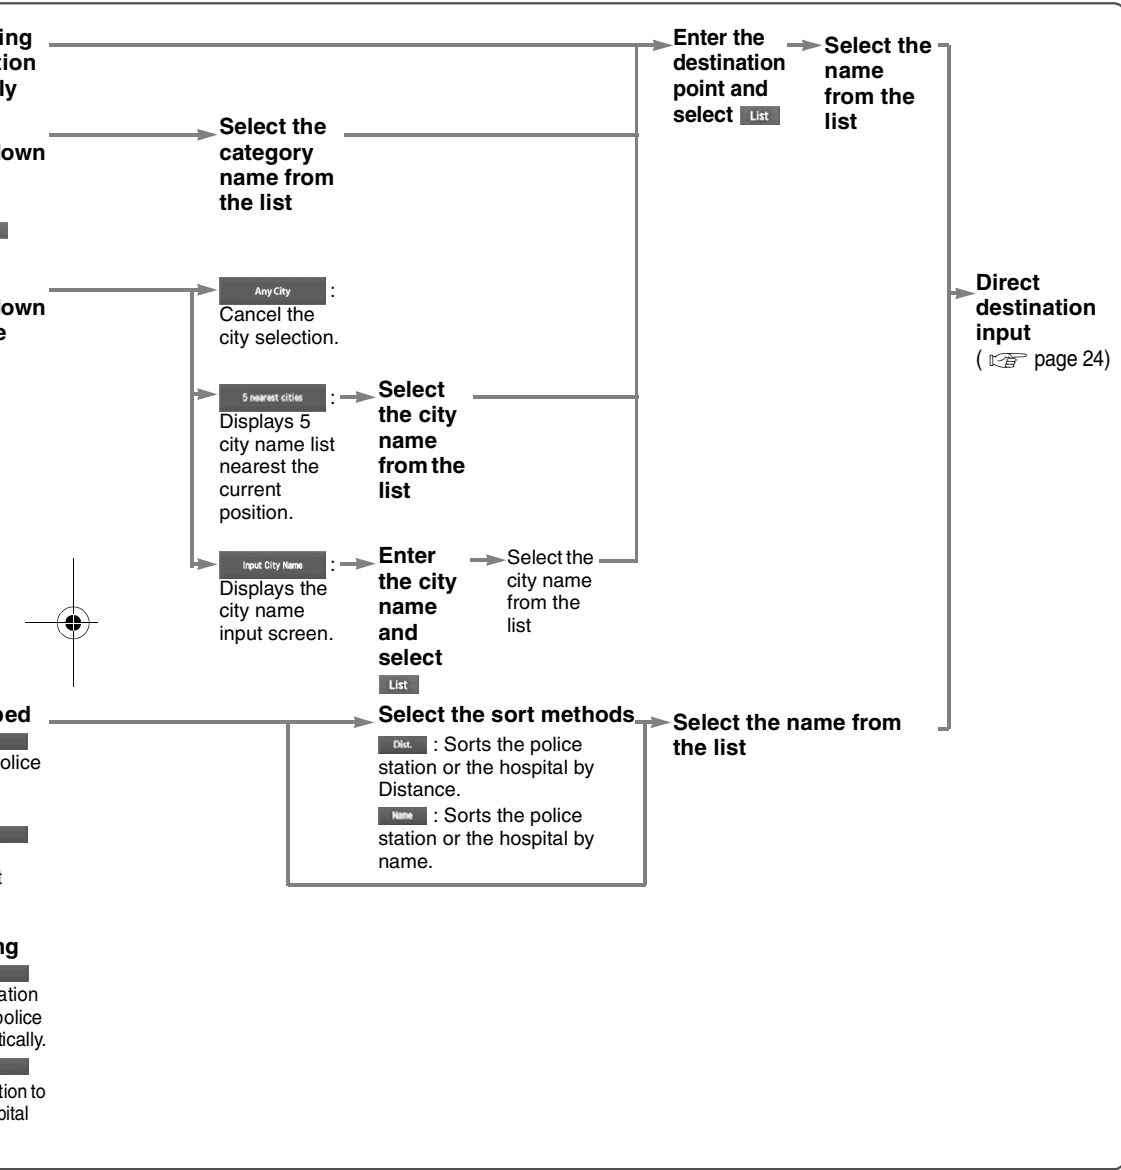 ing
tion
ly
Enter the
destination
point and
select List
Select the
name
from the
list
down
Select the
category
name from
the list
down
e
Any City :
Cancel the
city selection.
5 nearest cities :
Displays 5
city name list
nearest the
current
position.
Select
the city
name
from the
list
Input City Name :
Displays the
city name
input screen.
Enter
the city
name
and
select
List
Select the
city name
from the
list
Direct
destination
input
( ☞ page 24)
ped
olice
t
Select the sort methods
Dist. : Sorts the police
station or the hospital by
Distance.
Name : Sorts the police
station or the hospital by
name.
Select the name from
the list
ng
ation
police
tically.
tion to
pital